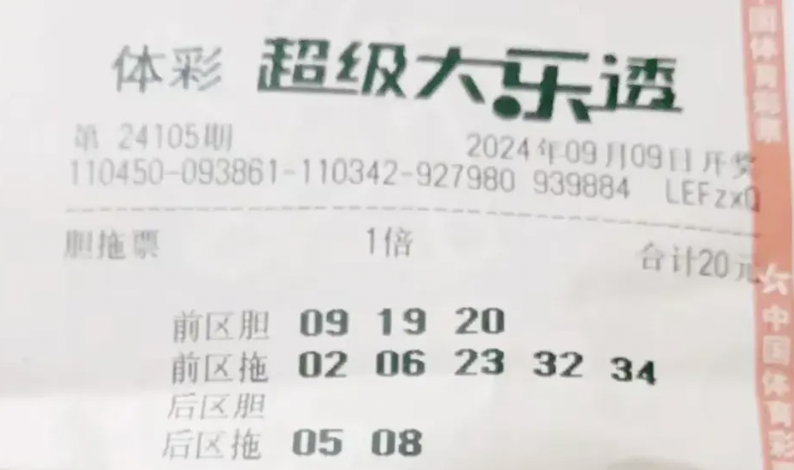 体彩 超级大乐透
第 24105期 2024年09月09日开奖
110450-093861-110342-927980 939884 LEFzxQ
胆拖票 1倍 合计20元
前区胆 09 19 20
前区拖 02 06 23 32 34
后区胆
后区拖 05 08
中国体育彩票
中国体育彩